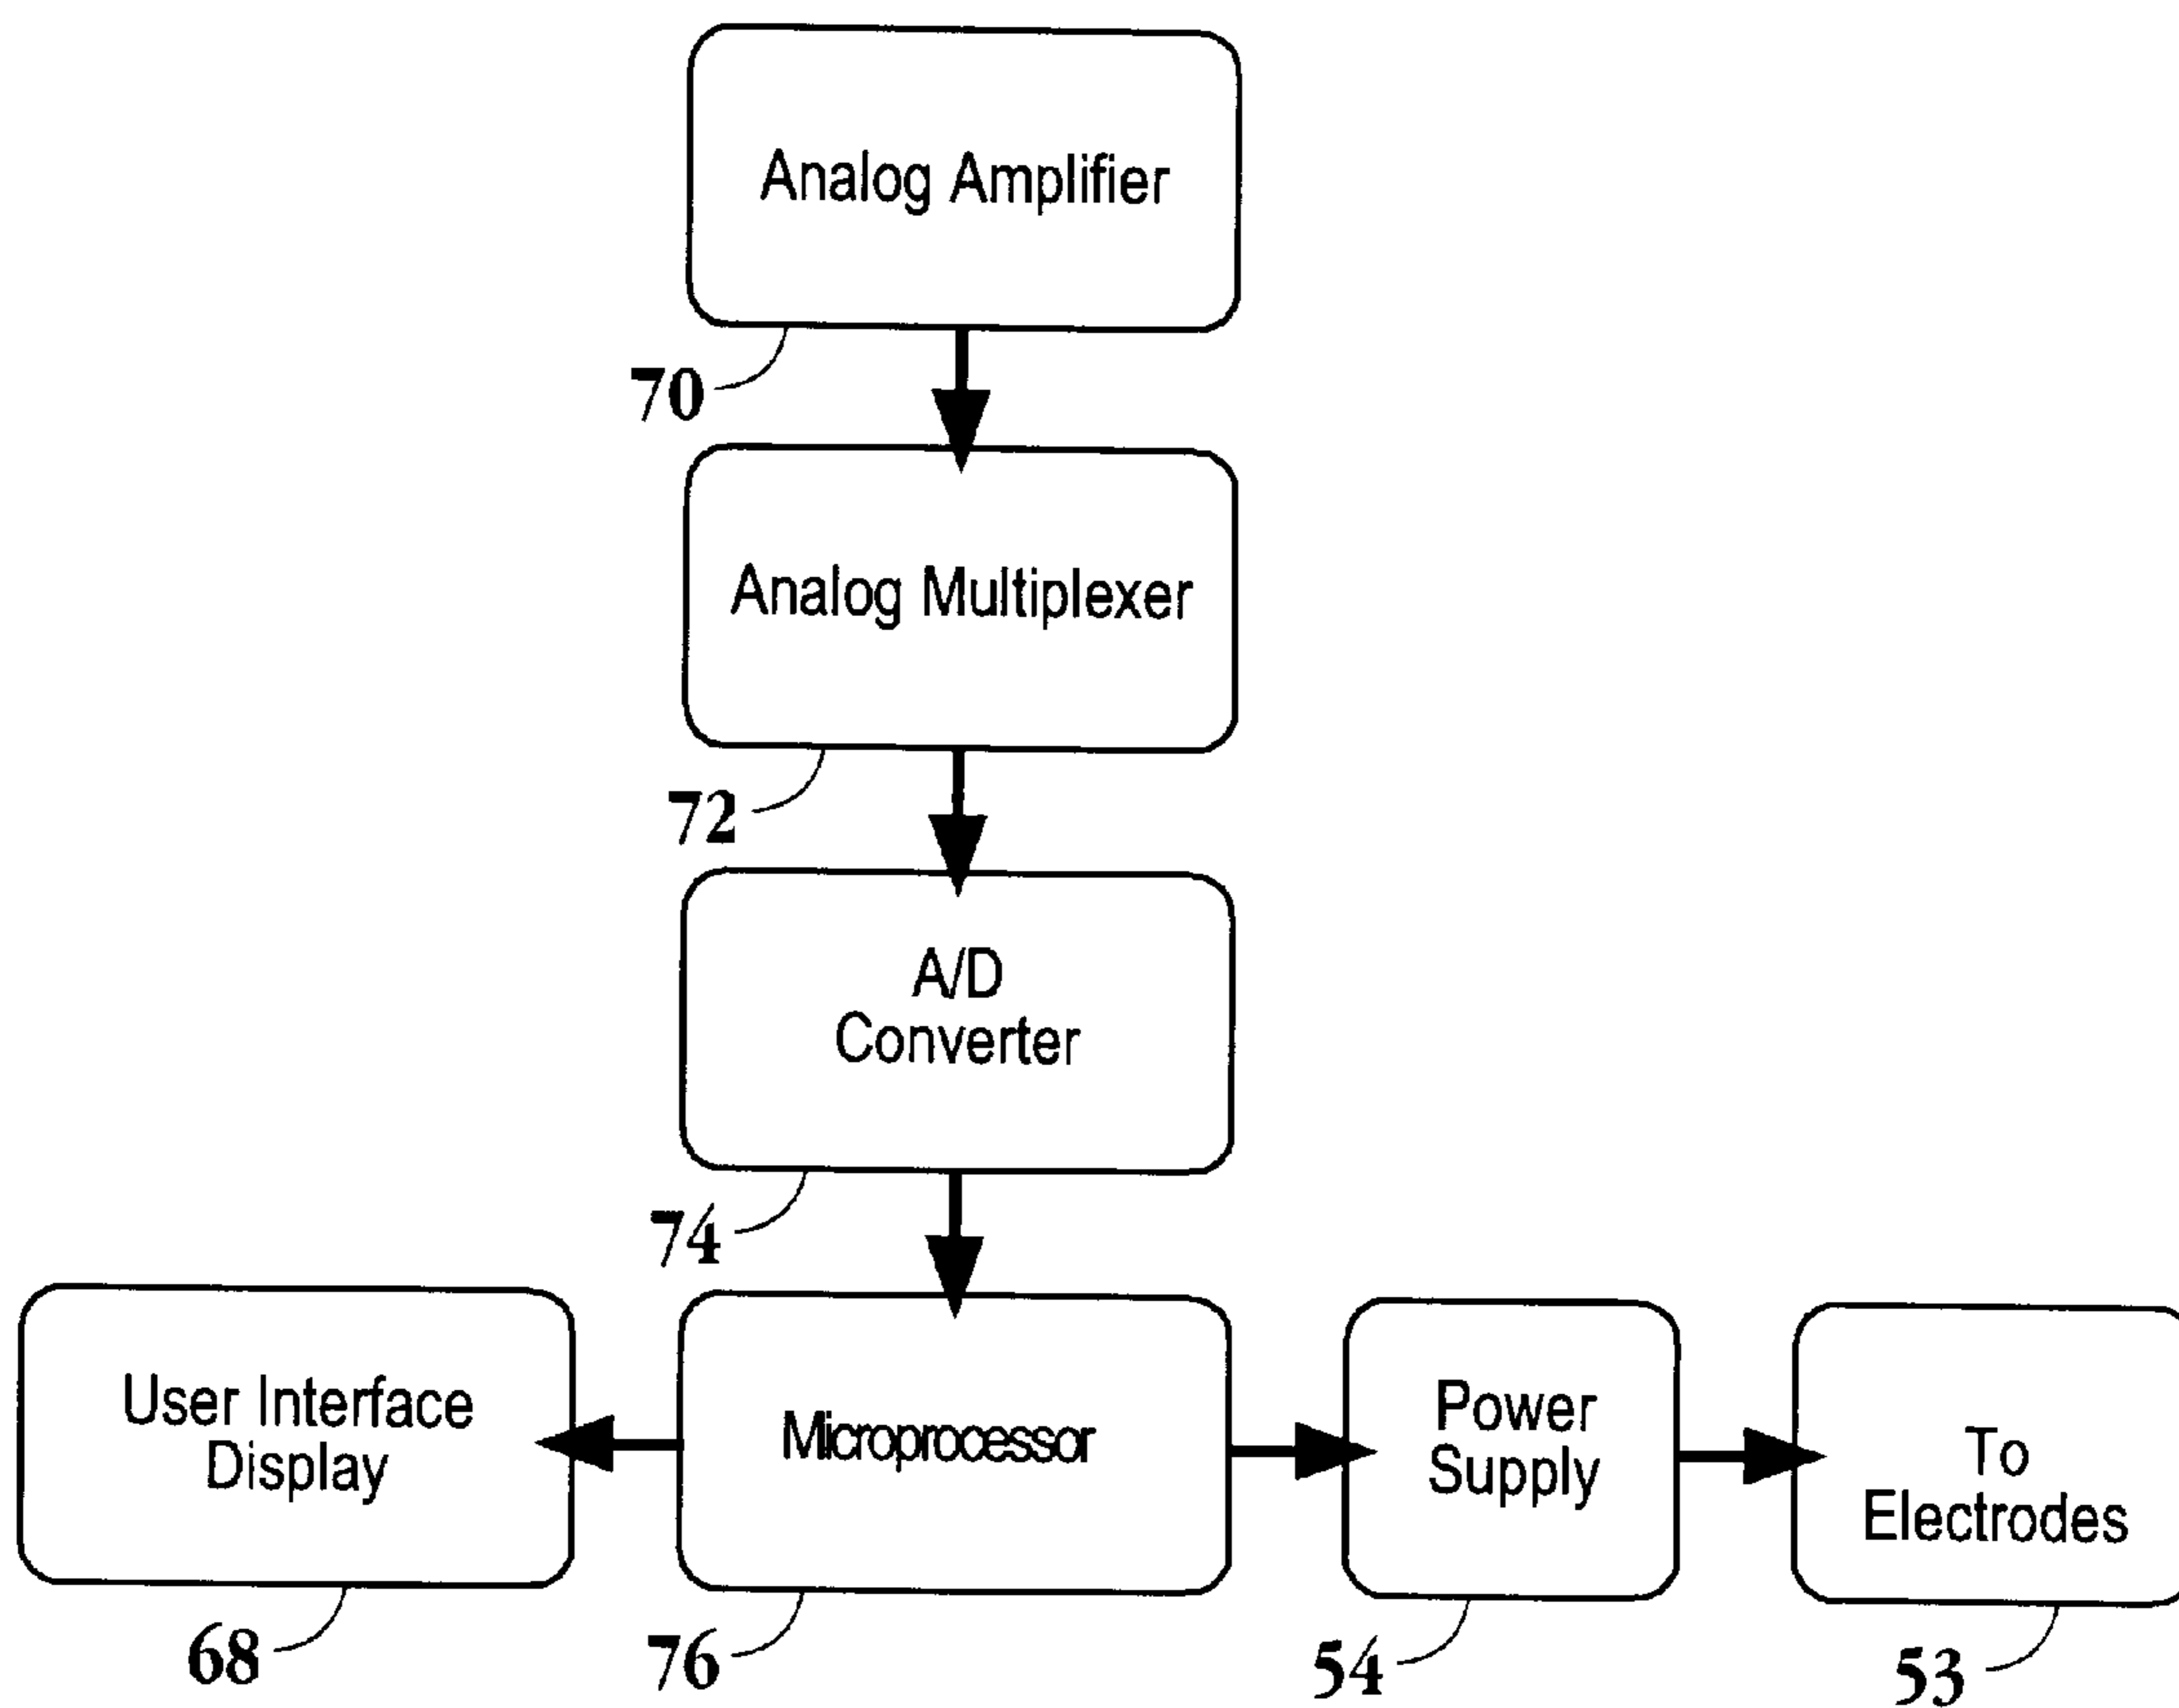 Analog Amplifier
70
Analog Multiplexer
72
A/D
Converter
74
User Interface
Display
68
Microprocessor
76
Power
Supply
54
To
Electrodes
53